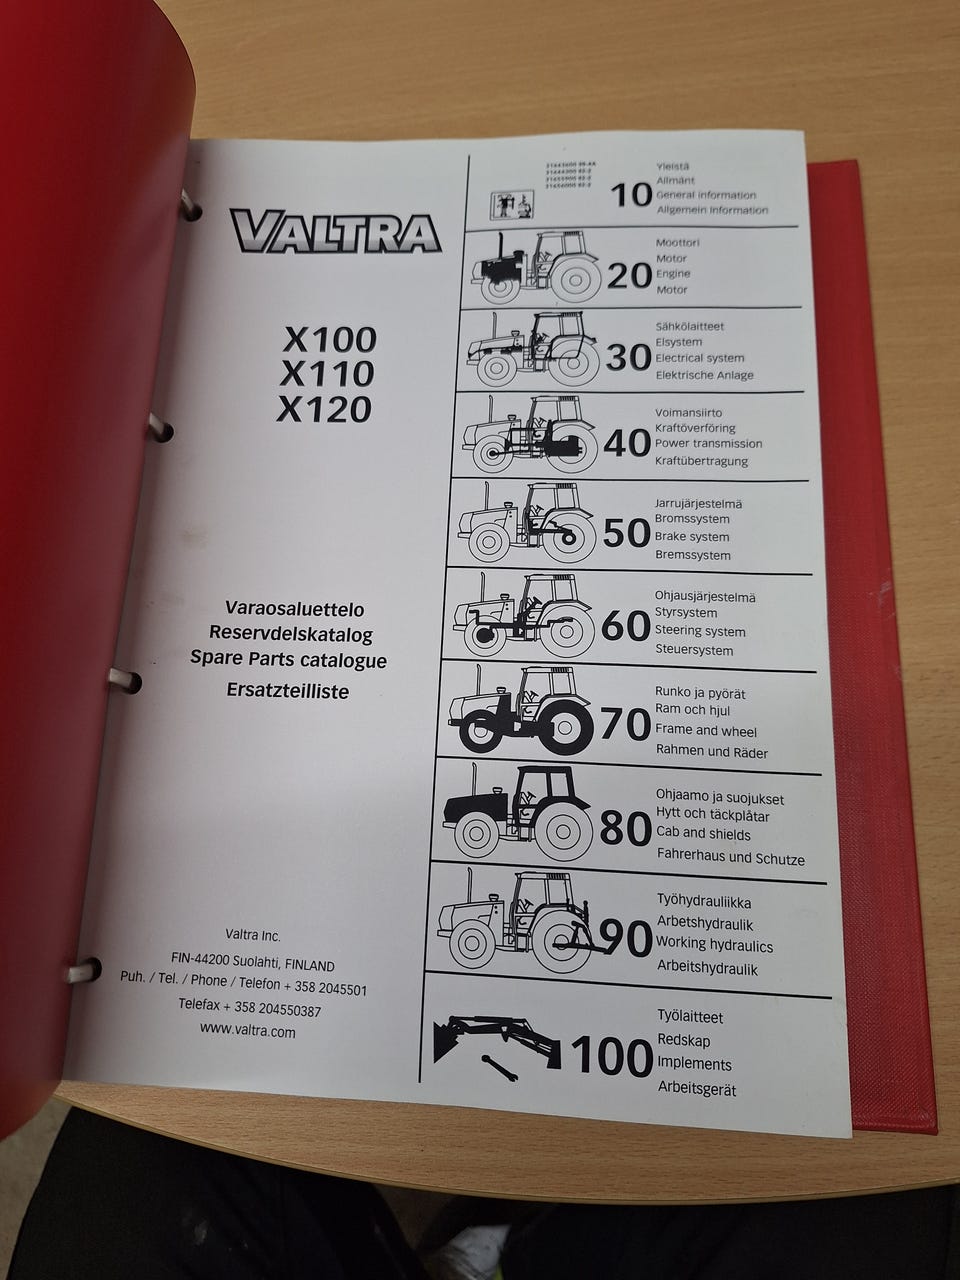 VALTRA
X100
X110
X120
Varaosaluettelo
Reservdelskatalog
Spare Parts catalogue
Ersatzteilliste
Valtra Inc.
FIN-44200 Suolahti, FINLAND
Puh. / Tel. / Phone / Telefon + 358 2045501
Telefax + 358 204550387
www.valtra.com
10
Yleistä
Allmänt
General information
Allgemein Information
20
Moottori
Motor
Engine
Motor
30
Sähkölaitteet
Elsystem
Electrical system
Elektrische Anlage
40
Voimansiirto
Kraftöverföring
Power transmission
Kraftübertragung
50
Jarrujärjestelmä
Bromssystem
Brake system
Bremssystem
60
Ohjausjärjestelmä
Styrsystem
Steering system
Steuersystem
70
Runko ja pyörät
Ram och hjul
Frame and wheel
Rahmen und Räder
80
Ohjaamo ja suojukset
Hytt och täckplåtar
Cab and shields
Fahrerhaus und Schutze
90
Työhydrauliikka
Arbetshydraulik
Working hydraulics
Arbeitshydraulik
100
Työlaitteet
Redskap
Implements
Arbeitsgerät